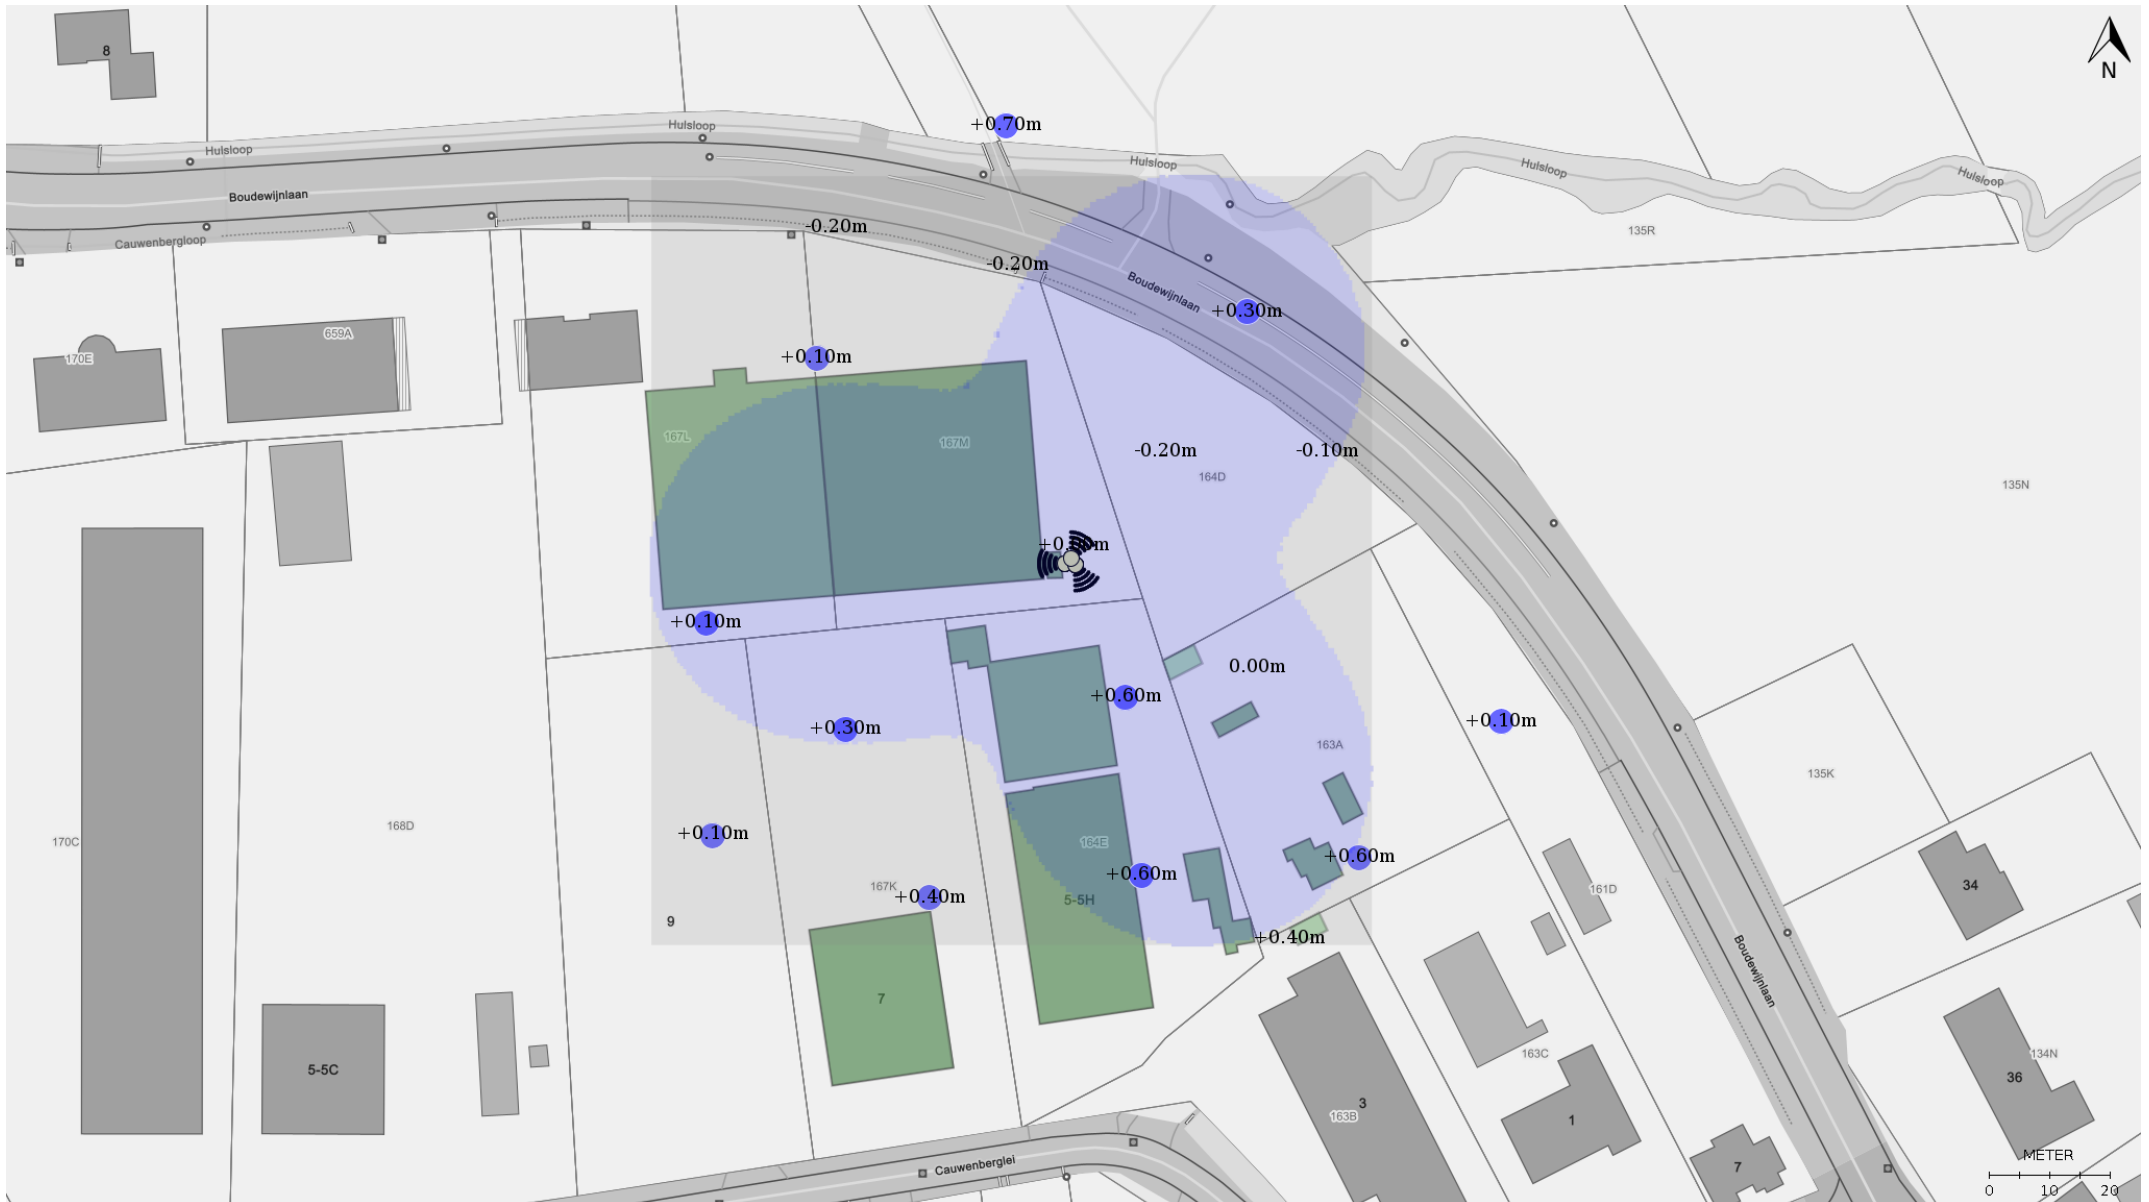 8
N
+0.70m
Hulsloop
Hulsloop
Hulsloop
Hulsloop
Hulsloop
Boudewijnlaan
Cauwenbergloop
-0.20m
135R
-0.20m
Boudewijnlaan
+0.30m
659A
170E
+0.10m
167L
167M
-0.20m
-0.10m
164D
135N
+0.10m
0.00m
+0.60m
+0.30m
+0.10m
163A
135K
168D
170C
+0.10m
164E
+0.60m
+0.60m
167K
+0.40m
5-5H
161D
34
9
+0.40m
Boudewijnlaan
7
163C
134N
5-5C
36
3
163B
1
Cauwenberglei
7
METER
0 10 20